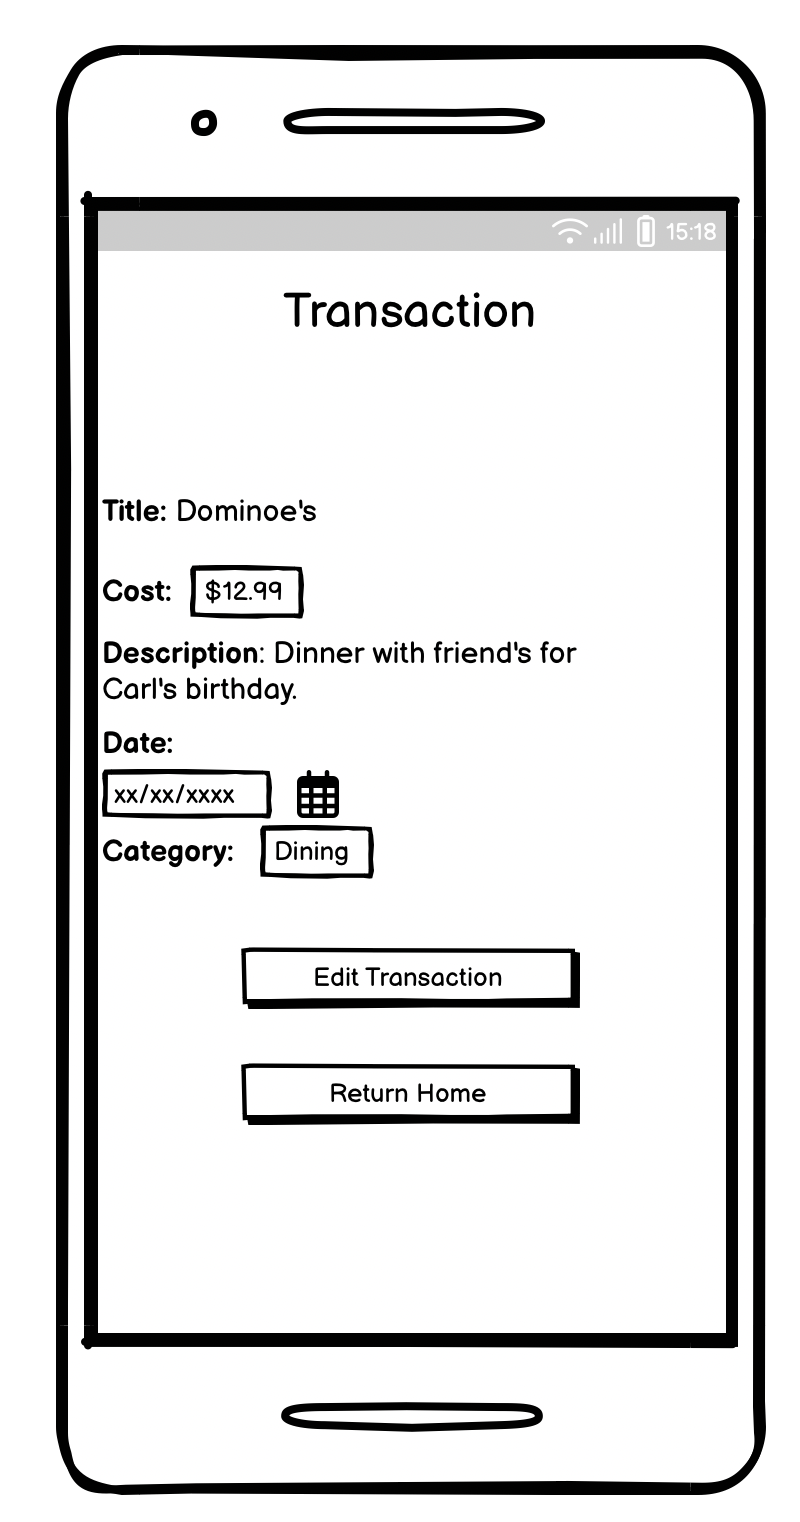 15:18
Transaction
Title: Dominoe's
Cost: $12.99
Description: Dinner with friend's for
Carl's birthday.
Date:
xx/xx/xxxx
Category: Dining
Edit Transaction
Return Home